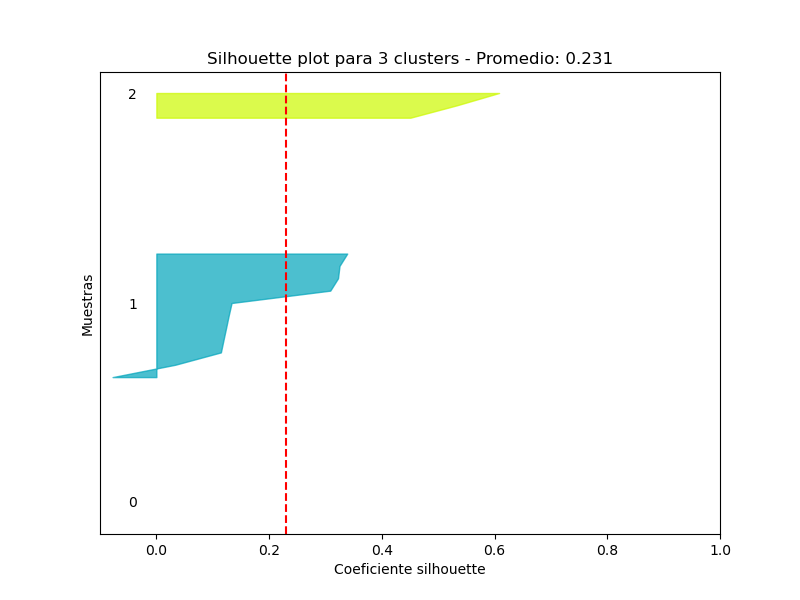 Silhouette plot para 3 clusters - Promedio: 0.231
2
1
0
Muestras
0.0 0.2 0.4 0.6 0.8 1.0
Coeficiente silhouette